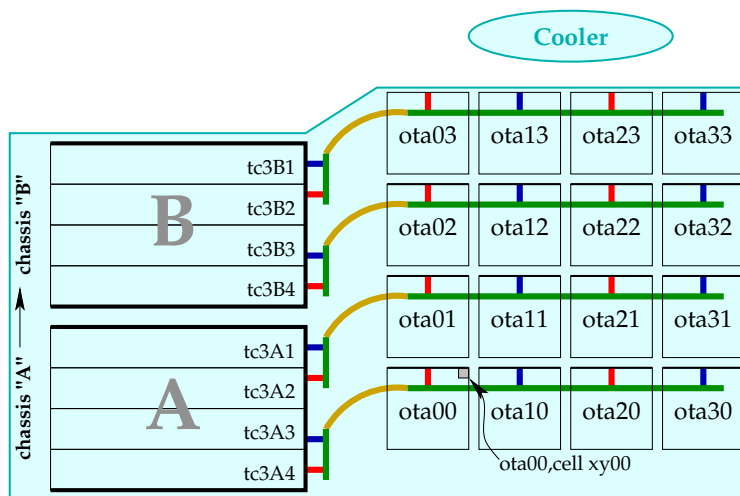 Cooler
ota03 ota13 ota23 ota33
tc3B1
tc3B2
B
tc3B3
tc3B4
chassis "B"
ota02 ota12 ota22 ota32
ota01 ota11 ota21 ota31
tc3A1
tc3A2
A
tc3A3
tc3A4
chassis "A"
ota00 ota10 ota20 ota30
ota00,cell xy00